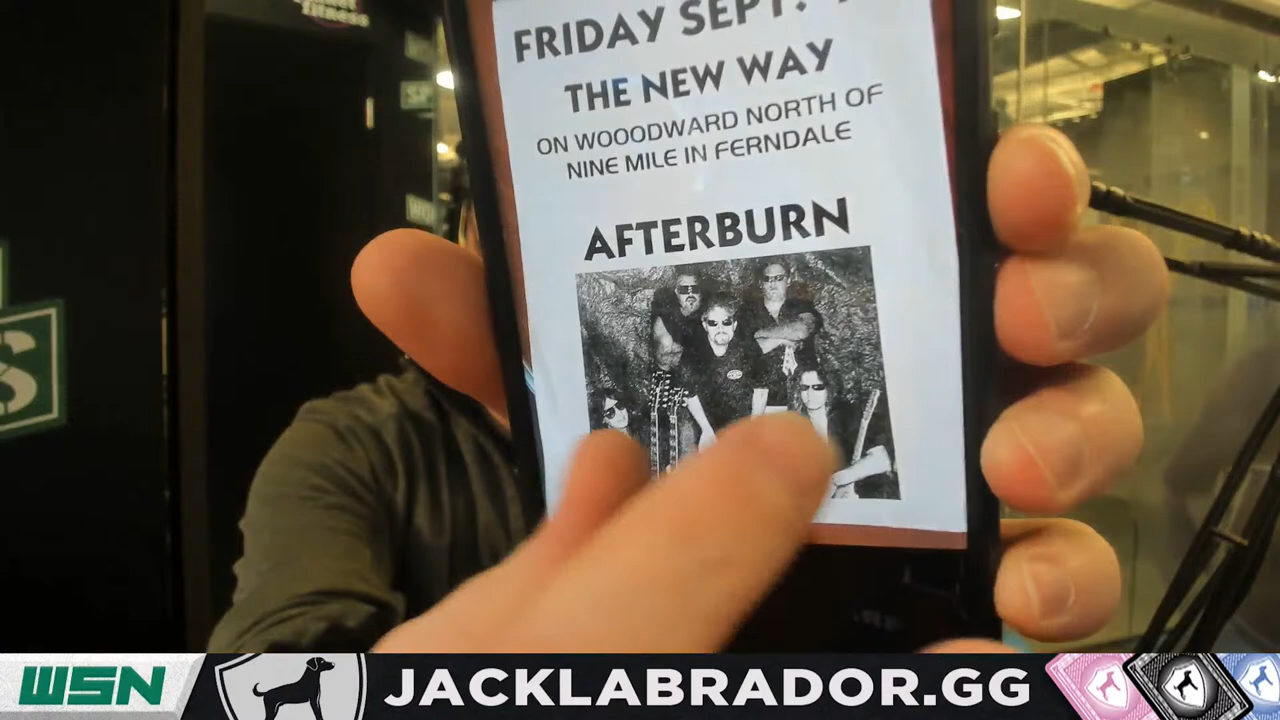 FRIDAY SEPT.
THE NEW WAY
ON WOOODWARD NORTH OF
NINE MILE IN FERNDALE
AFTERBURN
S
WSN
JACKLABRADOR.GG